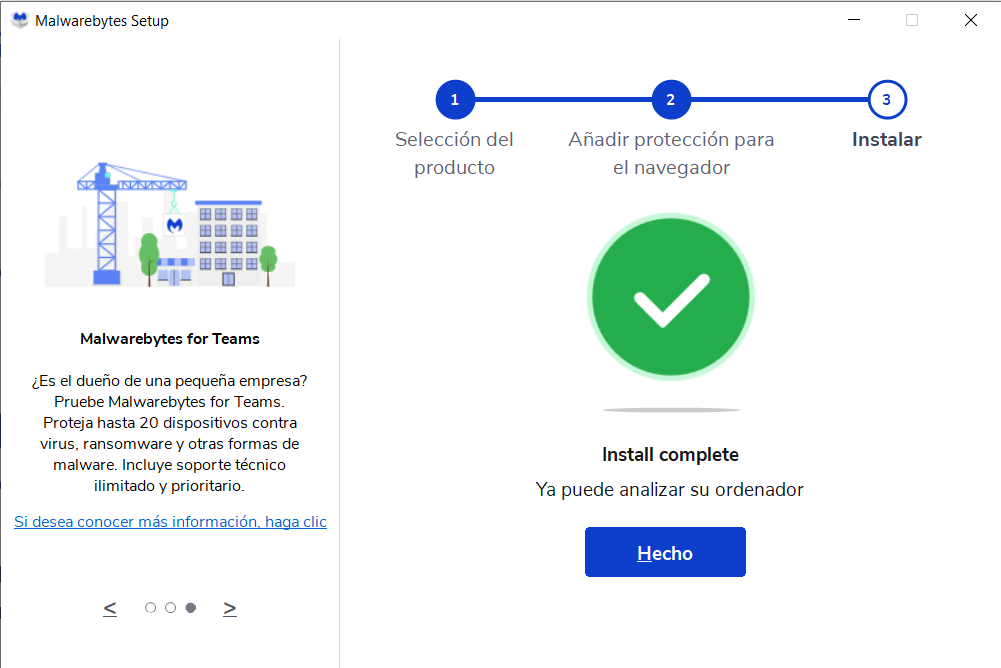 Malwarebytes Setup
1
2
3
Selección del
producto
Añadir protección para
el navegador
Instalar
Malwarebytes for Teams
¿Es el dueño de una pequeña empresa?
Pruebe Malwarebytes for Teams.
Proteja hasta 20 dispositivos contra
virus, ransomware y otras formas de
malware. Incluye soporte técnico
ilimitado y prioritario.
Si desea conocer más información, haga clic
< >
Install complete
Ya puede analizar su ordenador
Hecho